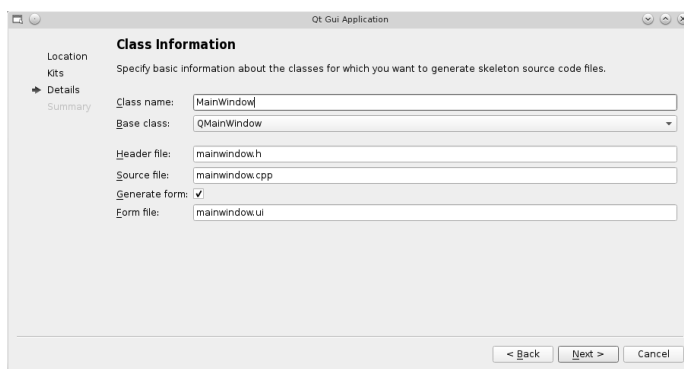 Qt Gui Application
Location
Kits
Details
Summary
Class Information
Specify basic information about the classes for which you want to generate skeleton source code files.
Class name: MainWindow
Base class: QMainWindow
Header file: mainwindow.h
Source file: mainwindow.cpp
Generate form:
Form file: mainwindow.ui
< Back Next > Cancel